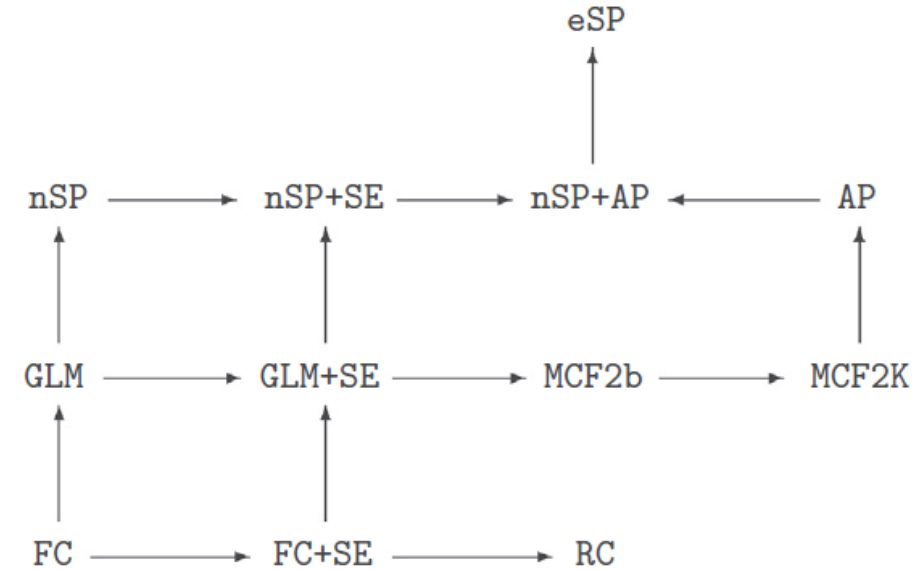 eSP
nSP nSP+SE nSP+AP AP
GLM GLM+SE MCF2b MCF2K
FC FC+SE RC